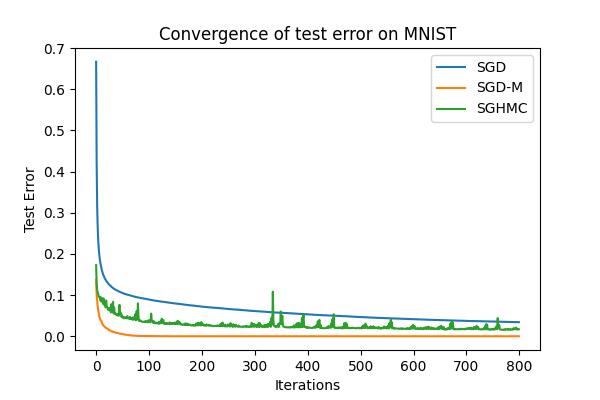 Convergence of test error on MNIST
0.7
0.6
0.5
0.4
0.3
0.2
0.1
0.0
Test Error
SGD
SGD-M
SGHMC
0 100 200 300 400 500 600 700 800
Iterations